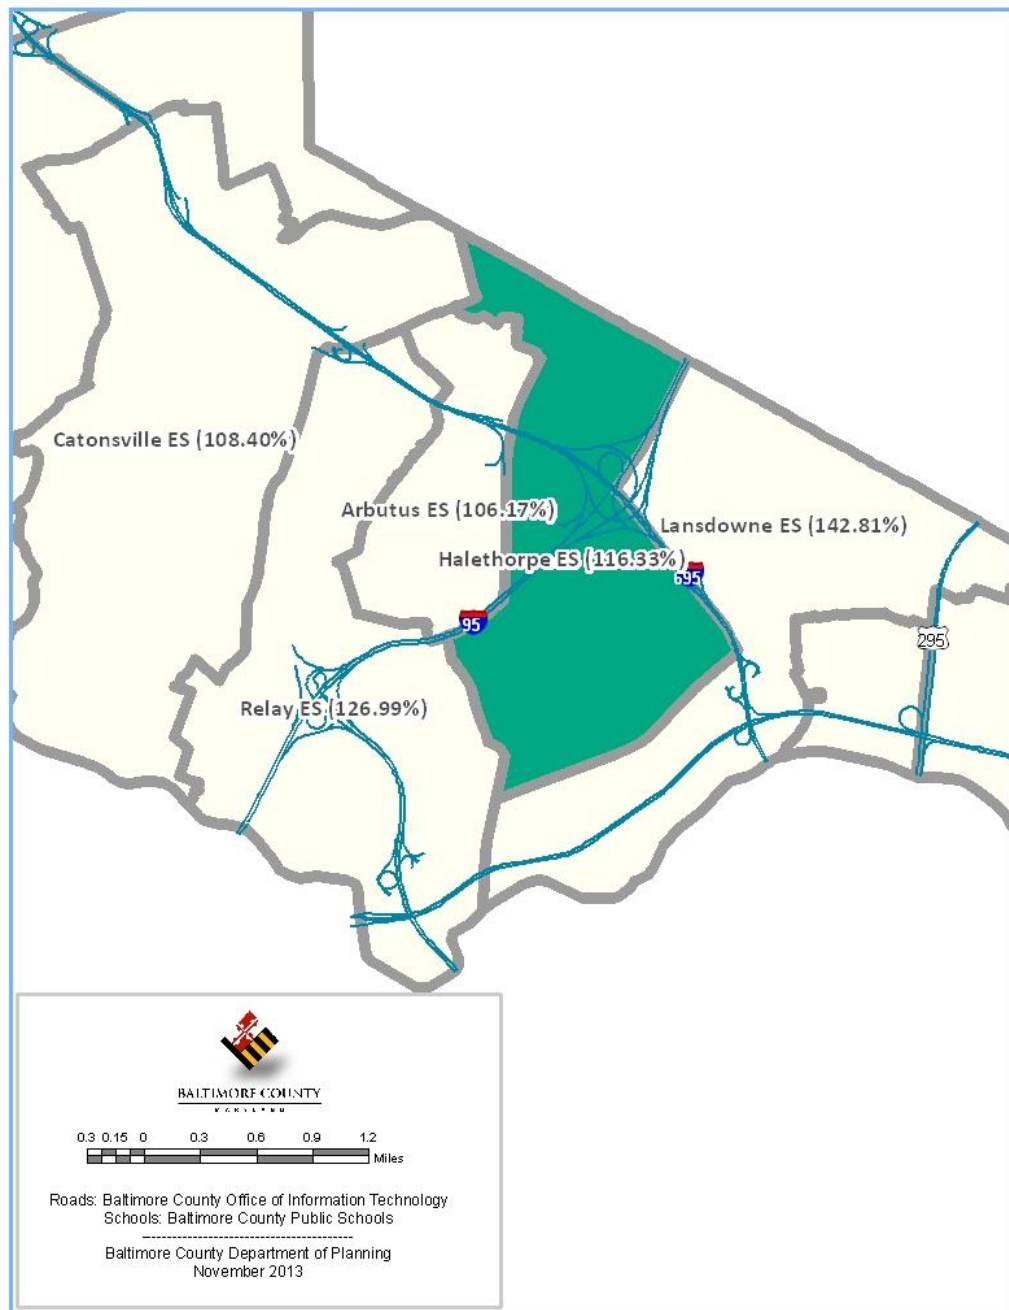 Catonsville ES (108.40%)
Arbutus ES (106.17%)
Lansdowne ES (142.81%)
Halethorpe ES (116.33%)
695
95
295
Relay ES (126.99%)
BALTIMORE COUNTY
MARYLAND
0.3 0.15 0 0.3 0.6 0.9 1.2
Miles
Roads: Baltimore County Office of Information Technology
Schools: Baltimore County Public Schools
Baltimore County Department of Planning
November 2013